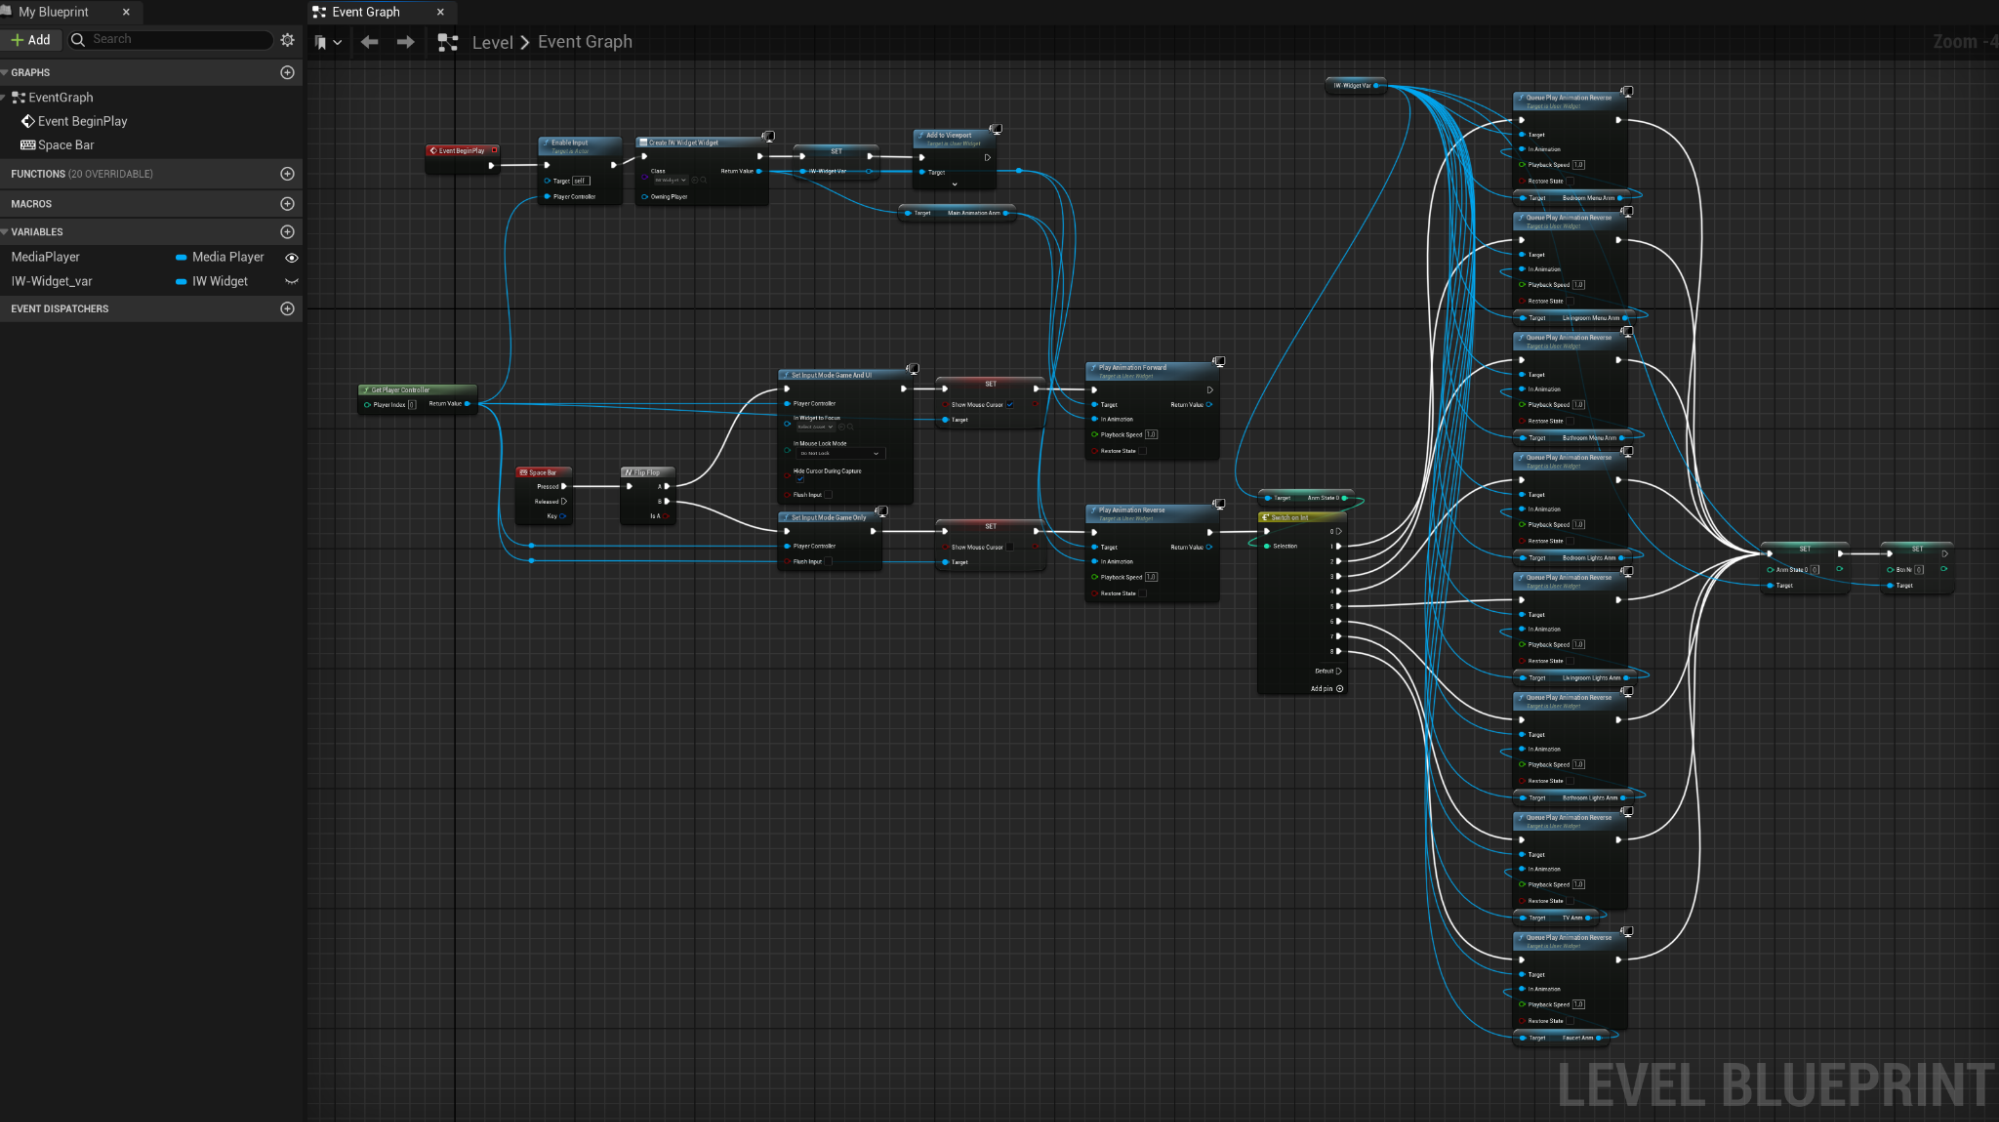 My Blueprint
Event Graph
Add
Search
Level
Event Graph
Zoom -4
GRAPHS
EventGraph
Event BeginPlay
Space Bar
FUNCTIONS (20 OVERRIDABLE)
MACROS
VARIABLES
MediaPlayer
Media Player
IW-Widget_var
IW Widget
EVENT DISPATCHERS
Event BeginPlay
Enable Input
Target is Actor
Target
self
Player Controller
Create IW Widget Widget
Class
IW Widget
Return Value
Owning Player
SET
IW-Widget Var
Add to Viewport
Target is User Widget
Target
Target
Main Animation Anm
Get Player Controller
Player Index
0
Return Value
Space Bar
Pressed
Released
Key
Flip Flop
A
B
Is A
Set Input Mode Game And UI
Player Controller
In Widget to Focus
In Mouse Lock Mode
Do Not Lock
Hide Cursor During Capture
Flush Input
Set Input Mode Game Only
Player Controller
Flush Input
SET
Show Mouse Cursor
Target
SET
Show Mouse Cursor
Target
Play Animation Forward
Target is User Widget
Target
Return Value
In Animation
Playback Speed
1.0
Restore State
Play Animation Reverse
Target is User Widget
Target
Return Value
In Animation
Playback Speed
1.0
Restore State
Target
Anm State 0
Switch on Int
Selection
0
1
2
3
4
5
6
7
8
Default
Add pin
IW-Widget Var
Queue Play Animation Reverse
Target is User Widget
Target
In Animation
Playback Speed
1.0
Restore State
Target
Bedroom Menu Anm
Queue Play Animation Reverse
Target is User Widget
Target
In Animation
Playback Speed
1.0
Restore State
Target
Livingroom Menu Anm
Queue Play Animation Reverse
Target is User Widget
Target
In Animation
Playback Speed
1.0
Restore State
Target
Bathroom Menu Anm
Queue Play Animation Reverse
Target is User Widget
Target
In Animation
Playback Speed
1.0
Restore State
Target
Bedroom Lights Anm
Queue Play Animation Reverse
Target is User Widget
Target
In Animation
Playback Speed
1.0
Restore State
Target
Livingroom Lights Anm
Queue Play Animation Reverse
Target is User Widget
Target
In Animation
Playback Speed
1.0
Restore State
Target
Bathroom Lights Anm
Queue Play Animation Reverse
Target is User Widget
Target
In Animation
Playback Speed
1.0
Restore State
Target
TV Anm
Queue Play Animation Reverse
Target is User Widget
Target
In Animation
Playback Speed
1.0
Restore State
Target
Faucet Anm
SET
Anm State 0
0
Target
SET
0
Target
LEVEL BLUEPRINT